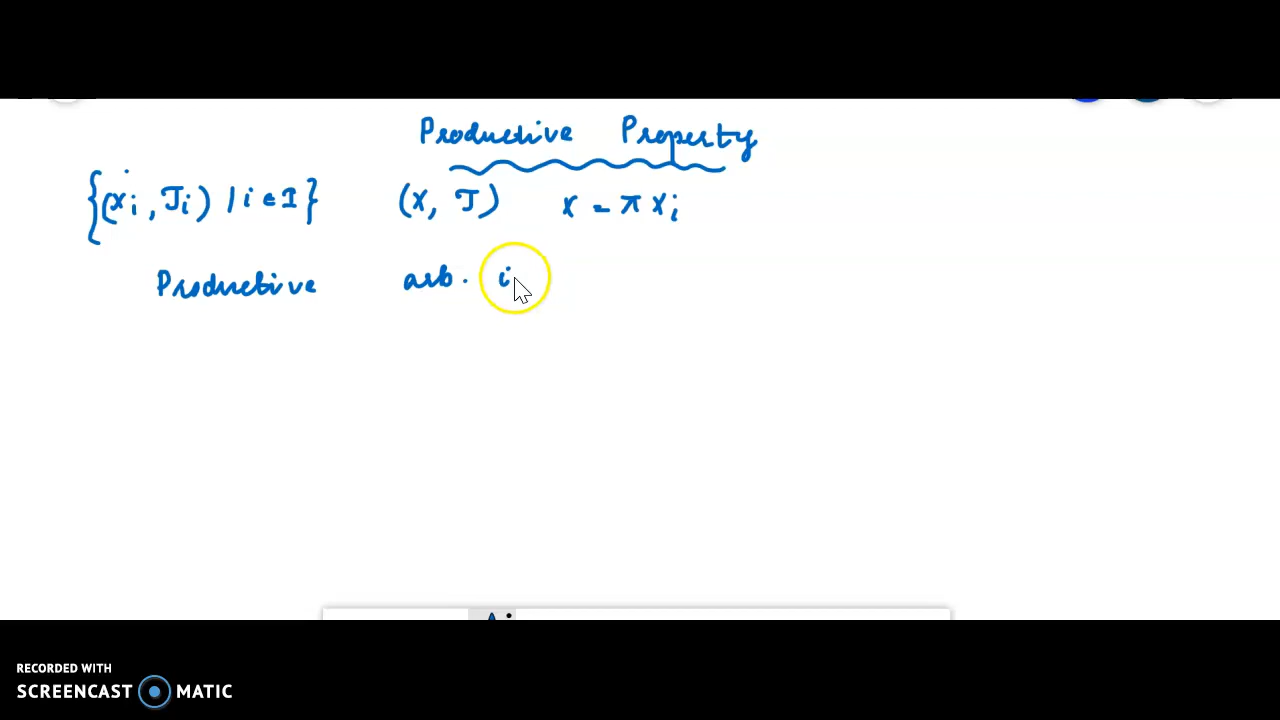 Productive Property
{(xi, Ji) / i ∈ I} (X, J) X = π Xi
Productive arb. i
RECORDED WITH
SCREENCAST MATIC